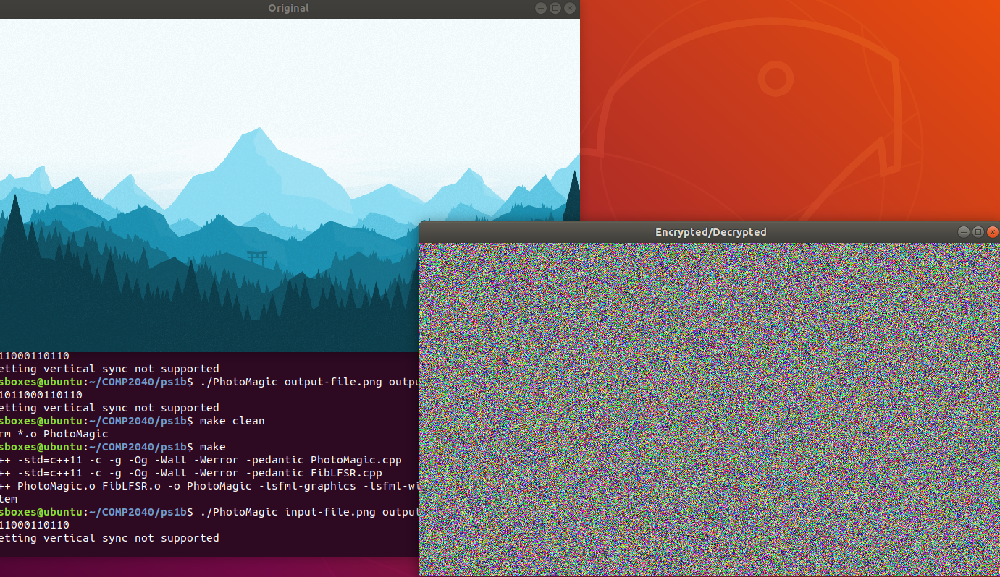 Original
Encrypted/Decrypted
11000110110
etting vertical sync not supported
sboxes@ubuntu:~/COMP2040/ps1b$ ./PhotoMagic output-file.png outpu
1011000110110
etting vertical sync not supported
sboxes@ubuntu:~/COMP2040/ps1b$ make clean
rm *.o PhotoMagic
sboxes@ubuntu:~/COMP2040/ps1b$ make
++ -std=c++11 -c -g -Og -Wall -Werror -pedantic PhotoMagic.cpp
++ -std=c++11 -c -g -Og -Wall -Werror -pedantic FibLFSR.cpp
++ PhotoMagic.o FibLFSR.o -o PhotoMagic -lsfml-graphics -lsfml-wi
tem
sboxes@ubuntu:~/COMP2040/ps1b$ ./PhotoMagic input-file.png output
11000110110
etting vertical sync not supported